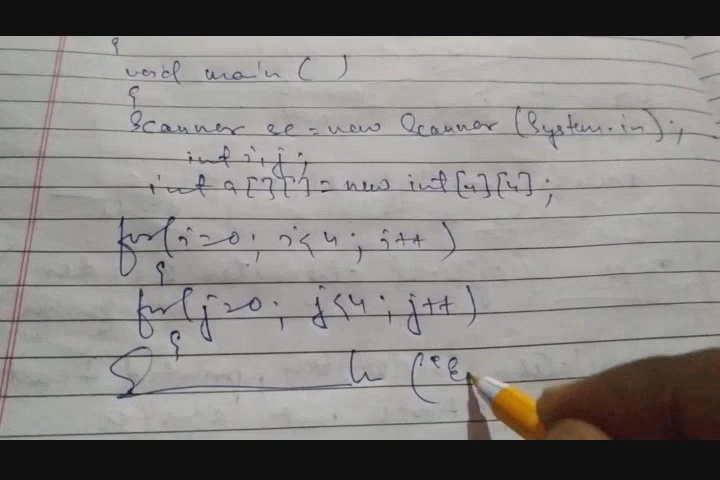 {
void main ( )
{
Scanner sc = new Scanner (System.in);
int i,j;
int a[][] = new int [4][4];
for(i=0; i<4; i++)
{
for(j=0; j<4; j++)
{
S________ln ("E